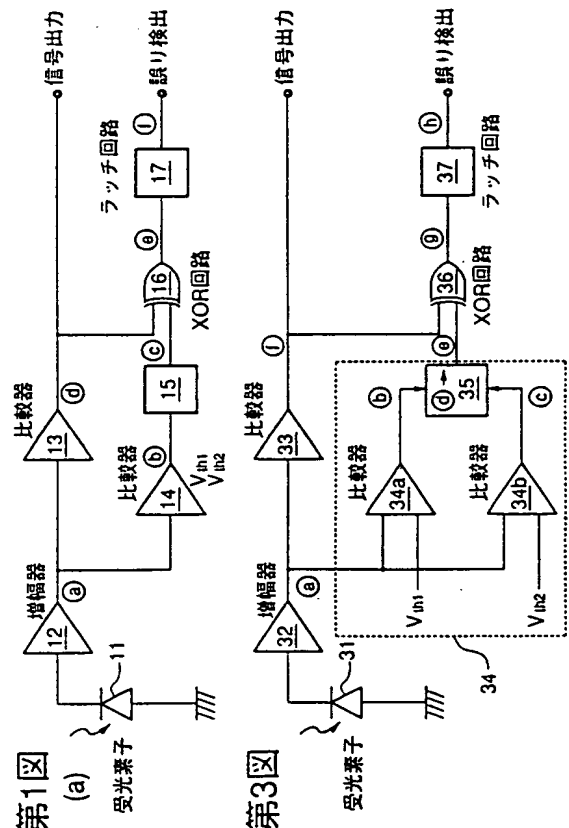 第1図
(a)
受光素子
11
増幅器
12
ⓐ
比較器
13
ⓓ
信号出力
比較器
14
ⓑ
Vth1
Vth2
15
ⓒ
16
XOR回路
ⓔ
ラッチ回路
17
ⓕ
誤り検出
第3図
受光素子
31
増幅器
32
ⓐ
比較器
33
ⓕ
信号出力
比較器
34a
Vth1
ⓑ
比較器
34b
Vth2
ⓒ
34
ⓓ
35
ⓔ
36
XOR回路
ⓖ
ラッチ回路
37
ⓗ
誤り検出